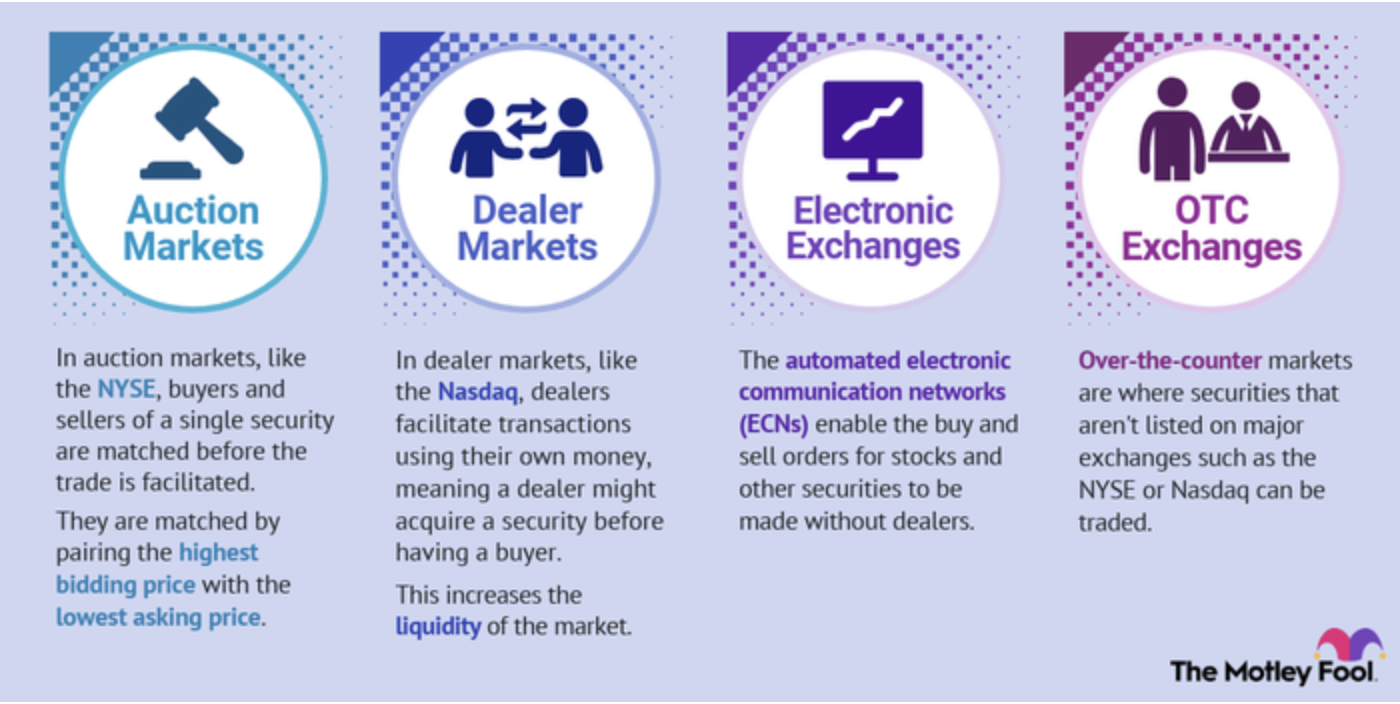 Auction
Markets
In auction markets, like
the NYSE, buyers and
sellers of a single security
are matched before the
trade is facilitated.
They are matched by
pairing the highest
bidding price with the
lowest asking price.
Dealer
Markets
In dealer markets, like
the Nasdaq, dealers
facilitate transactions
using their own money,
meaning a dealer might
acquire a security before
having a buyer.
This increases the
liquidity of the market.
Electronic
Exchanges
The automated electronic
communication networks
(ECNs) enable the buy and
sell orders for stocks and
other securities to be
made without dealers.
OTC
Exchanges
Over-the-counter markets
are where securities that
aren't listed on major
exchanges such as the
NYSE or Nasdaq can be
traded.
The Motley Fool.